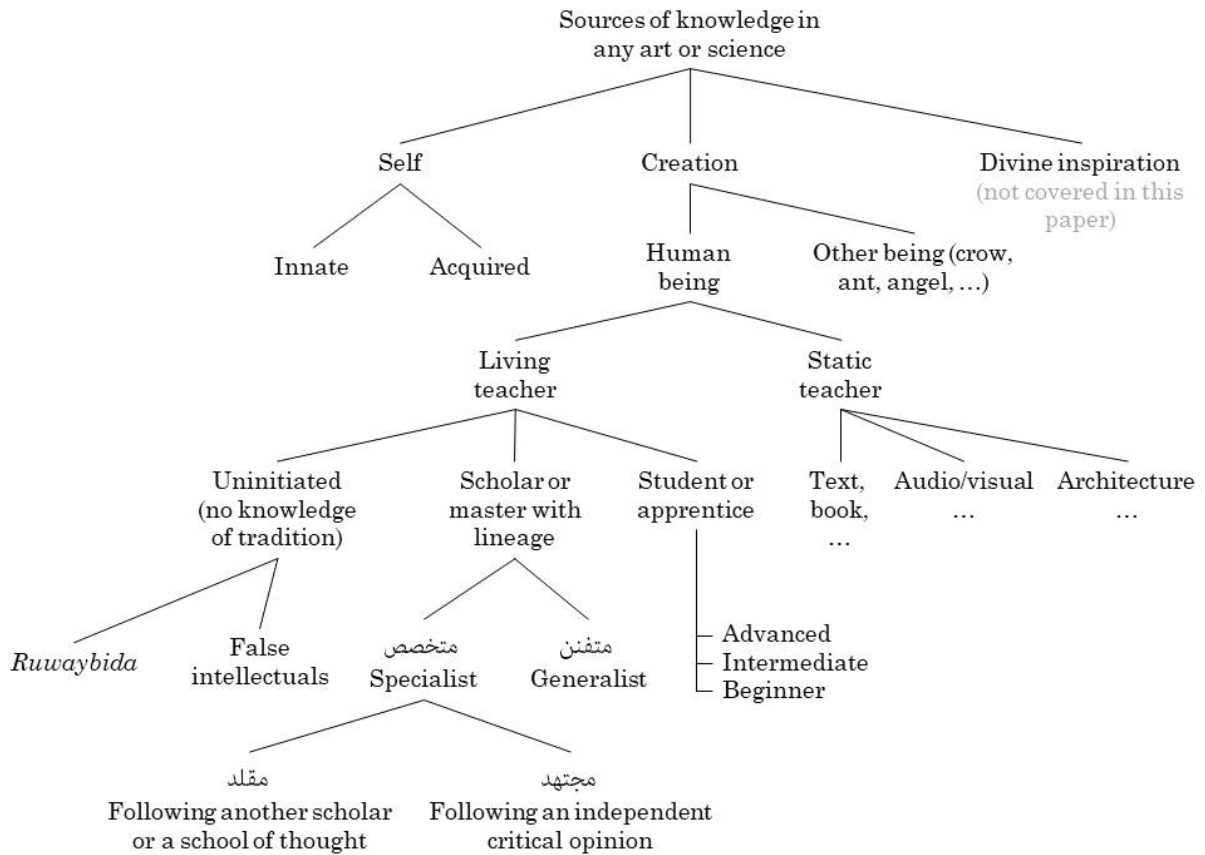 Sources of knowledge in
any art or science
Self
Creation
Divine inspiration
(not covered in this
paper)
Innate
Acquired
Human
being
Other being (crow,
ant, angel, …)
Living
teacher
Static
teacher
Uninitiated
(no knowledge
of tradition)
Scholar or
master with
lineage
Student or
apprentice
Text,
book,
…
Audio/visual
…
Architecture
…
Ruwaybida
False
intellectuals
متخصص
Specialist
متفنن
Generalist
Advanced
Intermediate
Beginner
مقلد
Following another scholar
or a school of thought
مجتهد
Following an independent
critical opinion